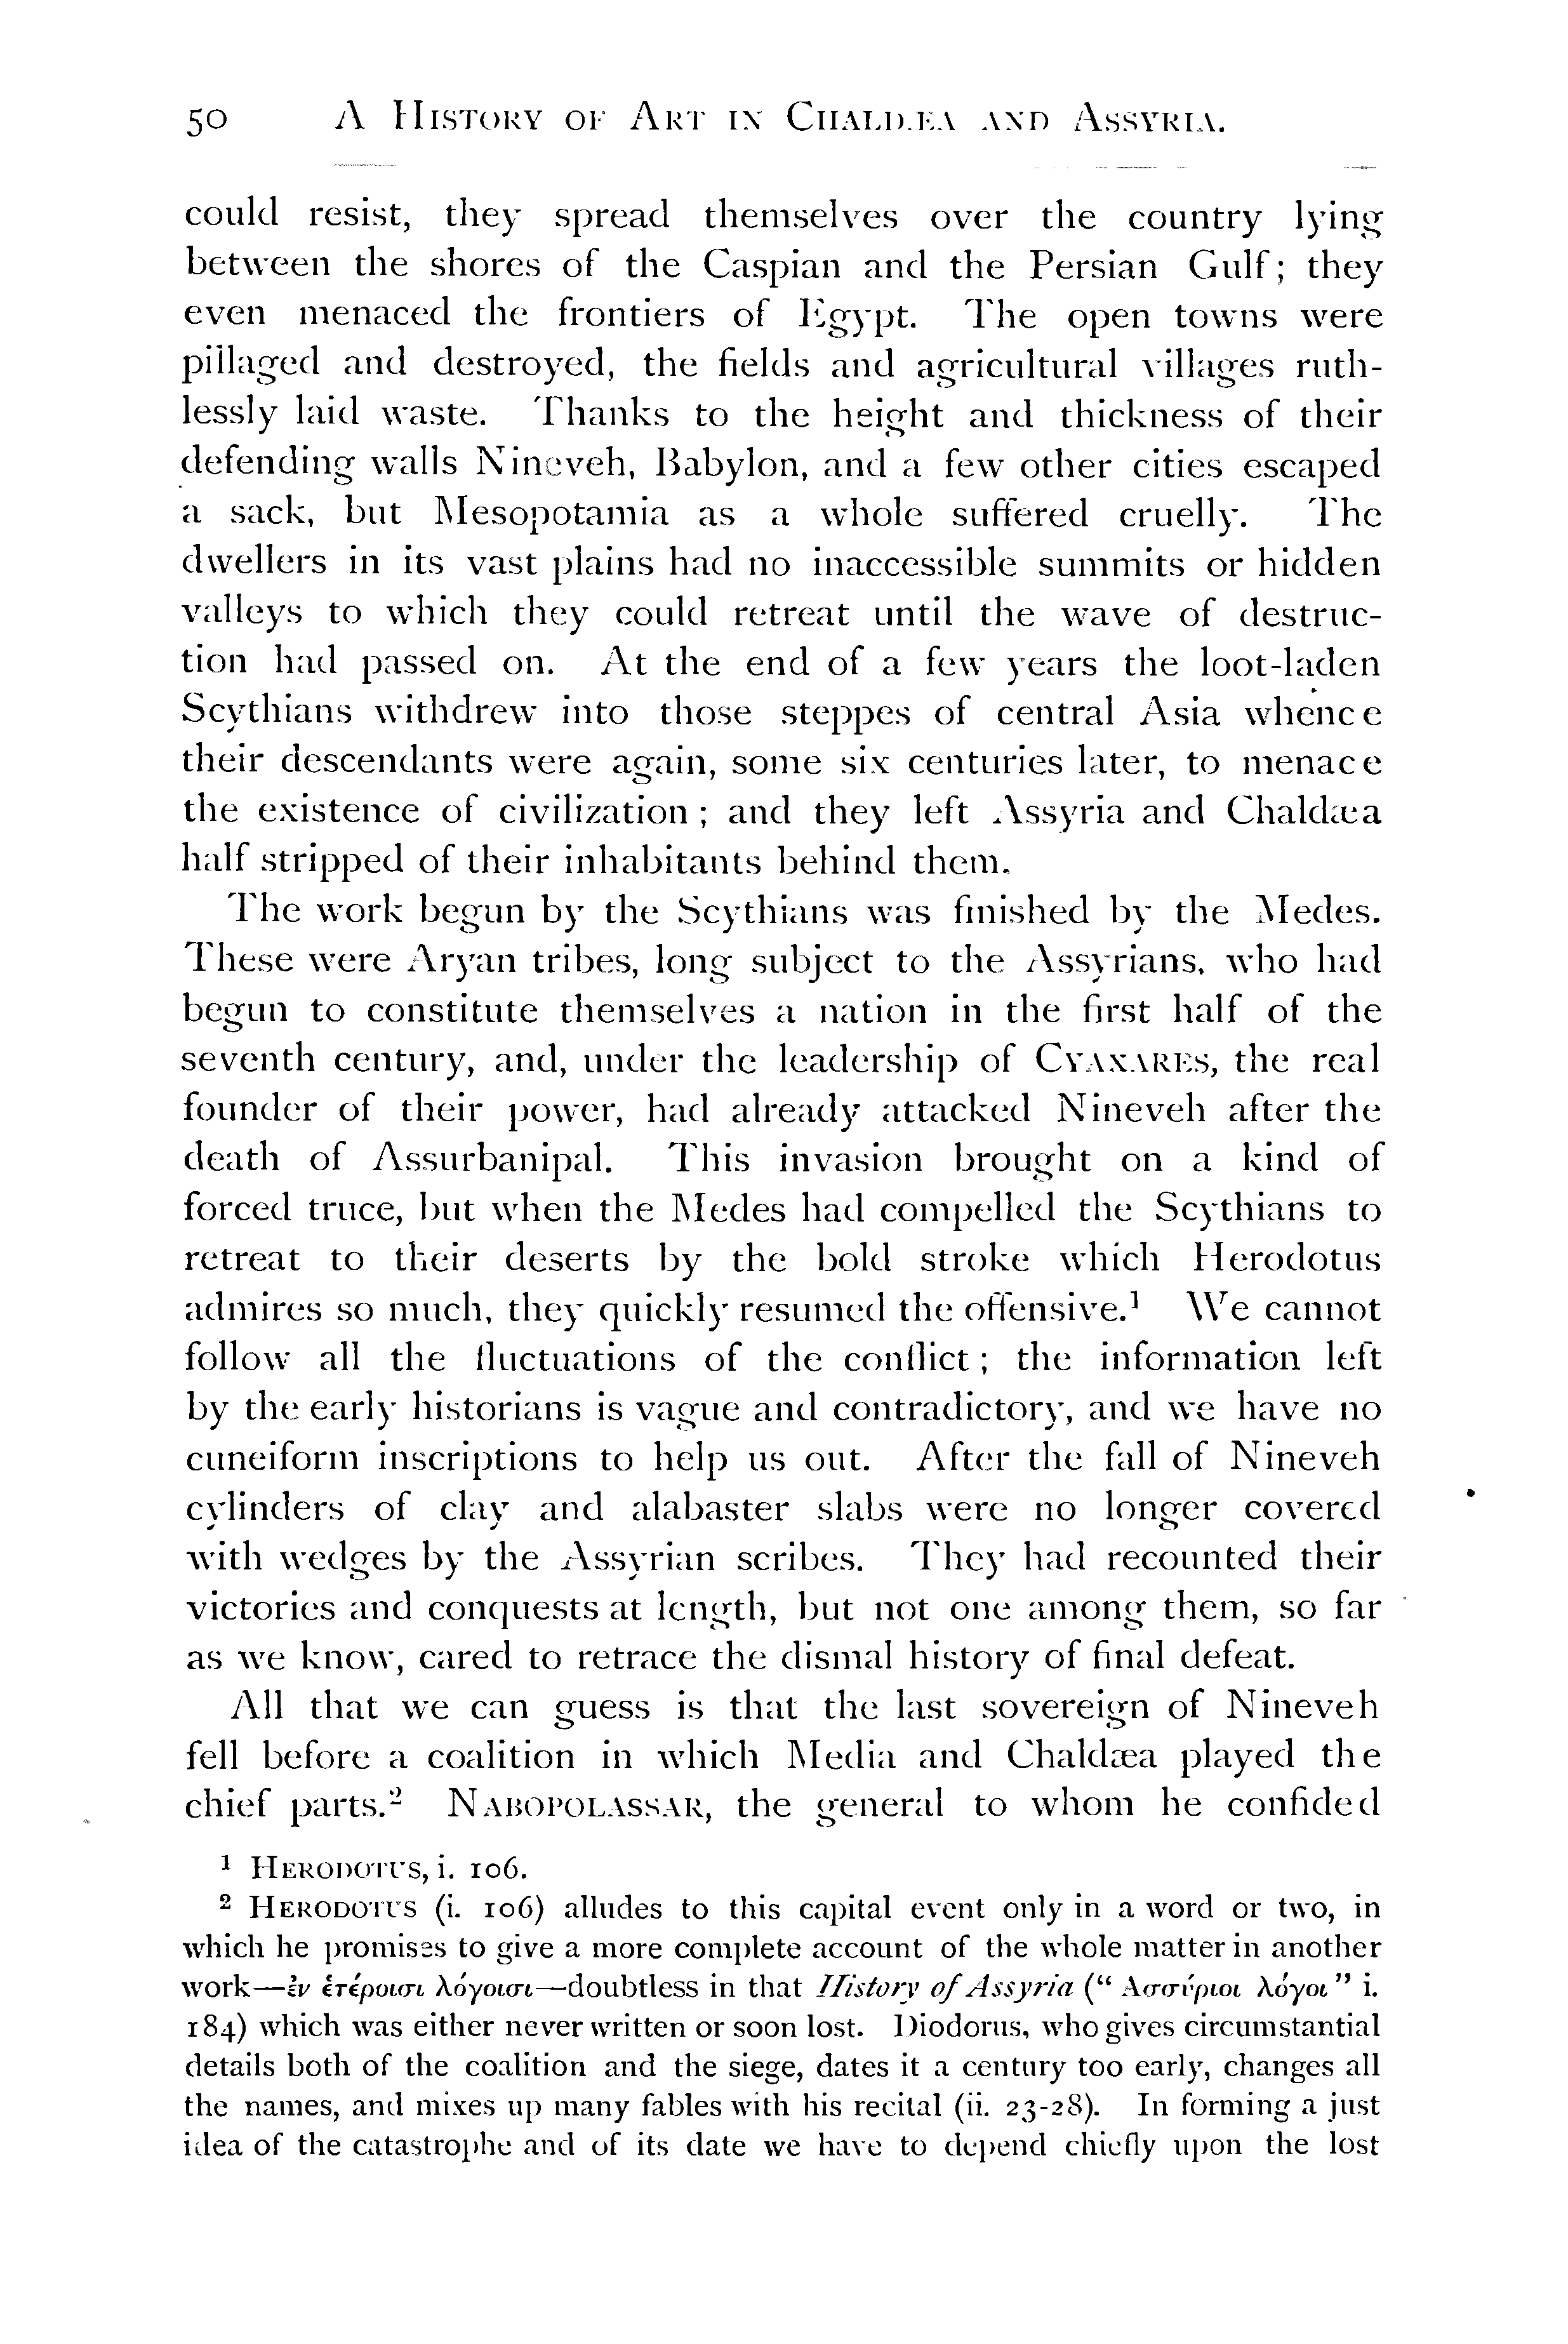 50 A HISTORY OF ART IN CHALDÆA AND ASSYRIA.
could resist, they spread themselves over the country lying
between the shores of the Caspian and the Persian Gulf; they
even menaced the frontiers of Egypt. The open towns were
pillaged and destroyed, the fields and agricultural villages ruth-
lessly laid waste. Thanks to the height and thickness of their
defending walls Nineveh, Babylon, and a few other cities escaped
a sack, but Mesopotamia as a whole suffered cruelly. The
dwellers in its vast plains had no inaccessible summits or hidden
valleys to which they could retreat until the wave of destruc-
tion had passed on. At the end of a few years the loot-laden
Scythians withdrew into those steppes of central Asia whence
their descendants were again, some six centuries later, to menace
the existence of civilization; and they left Assyria and Chaldæa
half stripped of their inhabitants behind them.
The work begun by the Scythians was finished by the Medes.
These were Aryan tribes, long subject to the Assyrians, who had
begun to constitute themselves a nation in the first half of the
seventh century, and, under the leadership of CYAXARES, the real
founder of their power, had already attacked Nineveh after the
death of Assurbanipal. This invasion brought on a kind of
forced truce, but when the Medes had compelled the Scythians to
retreat to their deserts by the bold stroke which Herodotus
admires so much, they quickly resumed the offensive.¹ We cannot
follow all the fluctuations of the conflict; the information left
by the early historians is vague and contradictory, and we have no
cuneiform inscriptions to help us out. After the fall of Nineveh
cylinders of clay and alabaster slabs were no longer covered
with wedges by the Assyrian scribes. They had recounted their
victories and conquests at length, but not one among them, so far
as we know, cared to retrace the dismal history of final defeat.
All that we can guess is that the last sovereign of Nineveh
fell before a coalition in which Media and Chaldæa played the
chief parts.² NABOPOLASSAR, the general to whom he confided
¹ HERODOTUS, i. 106.
² HERODOTUS (i. 106) alludes to this capital event only in a word or two, in
which he promises to give a more complete account of the whole matter in another
work—ἐν ἑτέροισι λόγοισι—doubtless in that History of Assyria (“Ἀσσύριοι λόγοι” i.
184) which was either never written or soon lost. Diodorus, who gives circumstantial
details both of the coalition and the siege, dates it a century too early, changes all
the names, and mixes up many fables with his recital (ii. 23-28). In forming a just
idea of the catastrophe and of its date we have to depend chiefly upon the lost